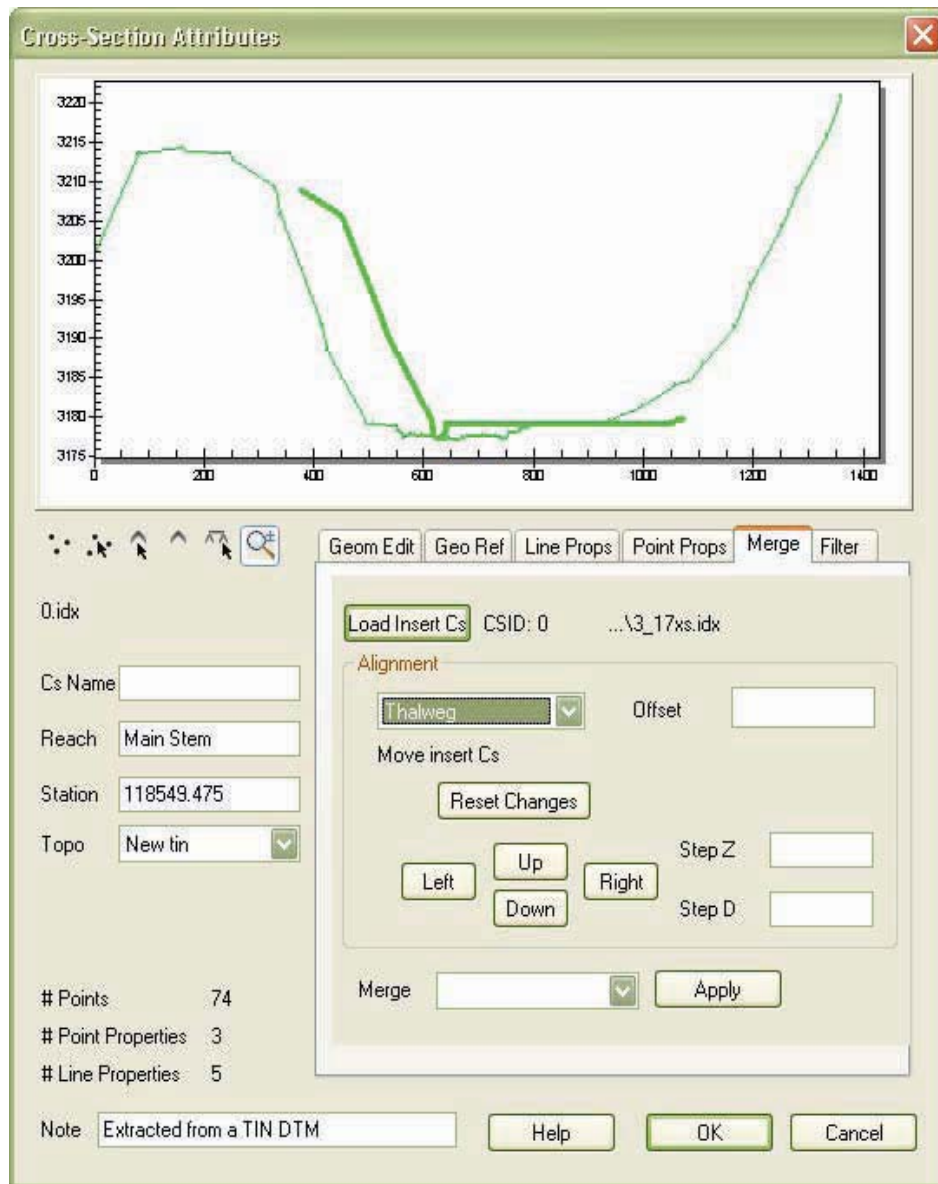 Cross-Section Attributes
3220
3215
3210
3205
3200
3195
3190
3185
3180
3175
0 200 400 600 800 1000 1200 1400
Geom Edit Geo Ref Line Props Point Props Merge Filter
0.idx
Load Insert Cs CSID: 0 ...\3_17xs.idx
Alignment
Cs Name
Thalweg Offset
Reach Main Stem
Move insert Cs
Station 118549.475
Reset Changes
Topo New tin
Step Z
Up
Left Right
Down Step D
Merge Apply
# Points 74
# Point Properties 3
# Line Properties 5
Note Extracted from a TIN DTM Help OK Cancel